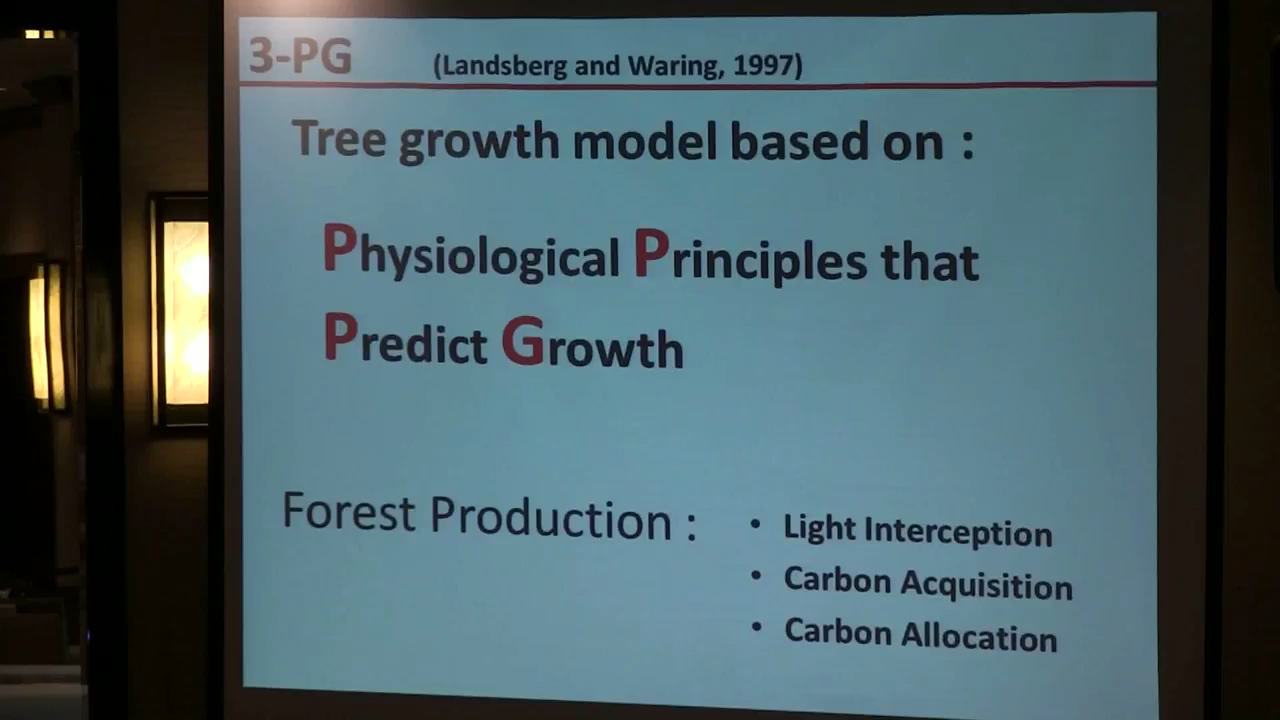 3-PG (Landsberg and Waring, 1997)
Tree growth model based on :
Physiological Principles that
Predict Growth
Forest Production :
• Light Interception
• Carbon Acquisition
• Carbon Allocation